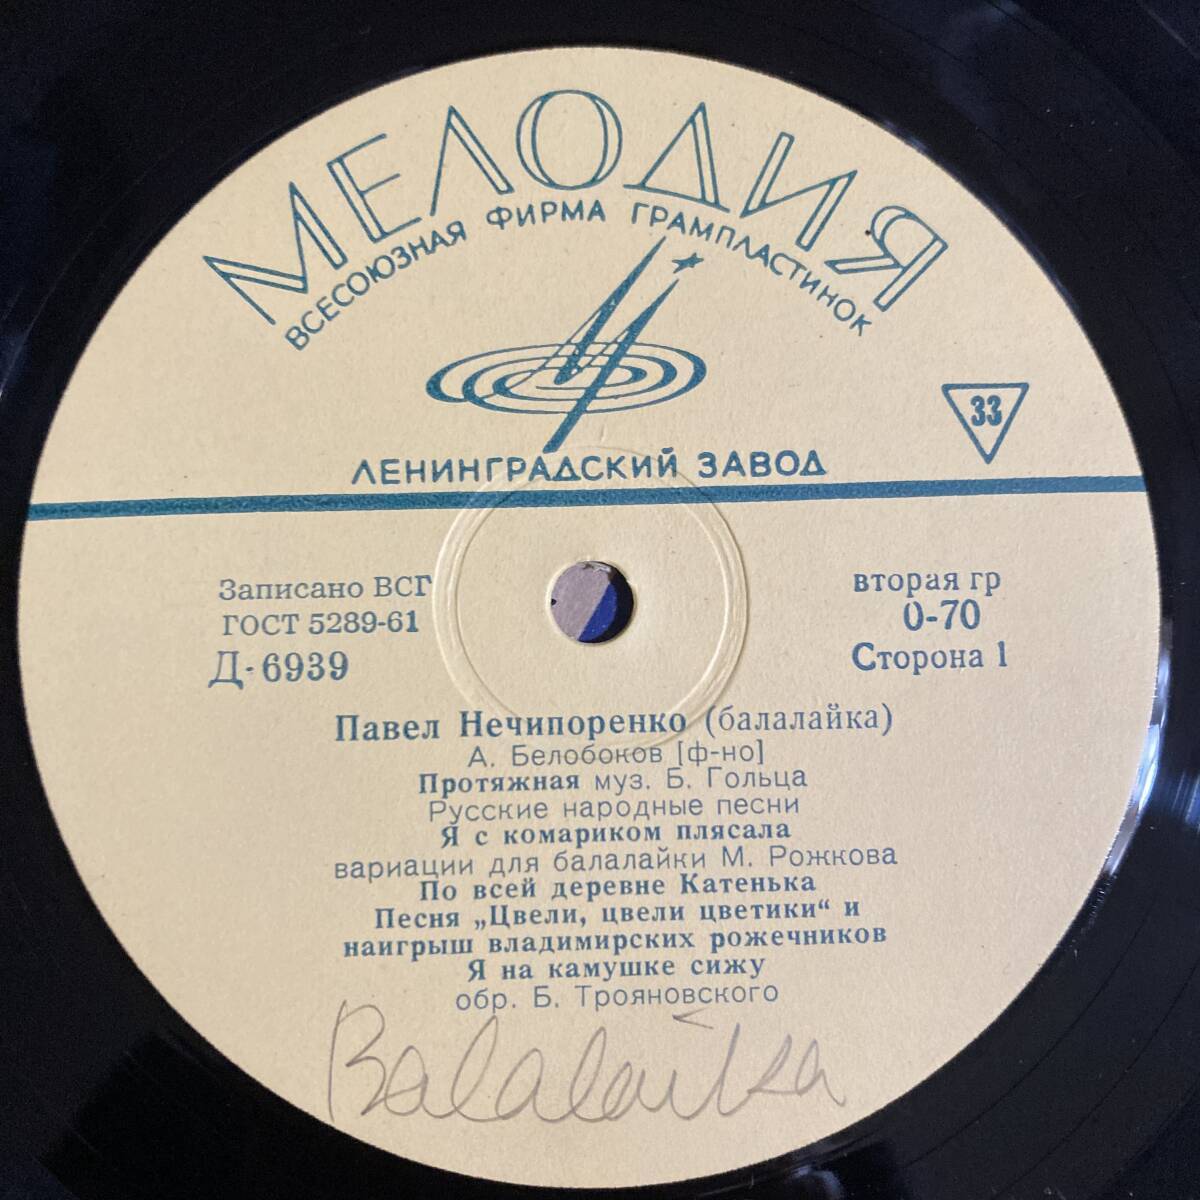 МЕЛОДИЯ
ВСЕСОЮЗНАЯ ФИРМА ГРАМПЛАСТИНОК
33
ЛЕНИНГРАДСКИЙ ЗАВОД
Записано ВСГ
ГОСТ 5289-61
Д-6939
вторая гр
0-70
Сторона 1
Павел Нечипоренко (балалайка)
А. Белобоков [ф-но]
Протяжная муз. Б. Гольца
Русские народные песни
Я с комариком плясала
вариации для балалайки М. Рожкова
По всей деревне Катенька
Песня „Цвели, цвели цветики“ и
наигрыш владимирских рожечников
Я на камушке сижу
обр. Б. Трояновского
Balalaïka